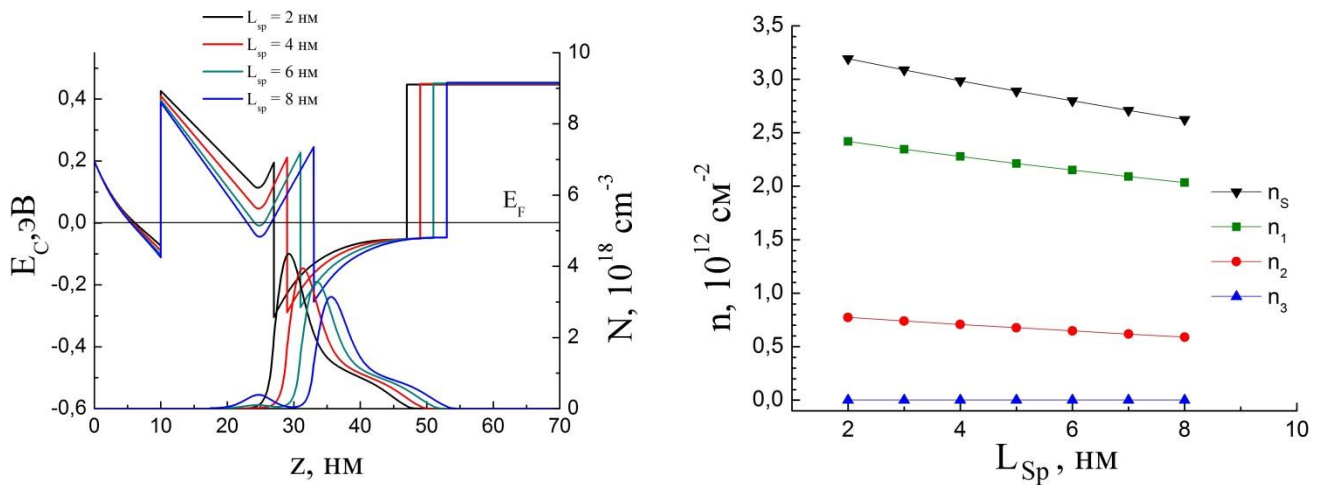 L_sp = 2 нм
L_sp = 4 нм
L_sp = 6 нм
L_sp = 8 нм
10
8
6
4
2
0
N, 10^18 cm^-3
0,4
0,2
0,0
-0,2
-0,4
-0,6
E_C, эВ
E_F
0 10 20 30 40 50 60 70
z, нм
3,5
3,0
2,5
2,0
1,5
1,0
0,5
0,0
n, 10^12 см^-2
n_S
n_1
n_2
n_3
2 4 6 8 10
L_Sp , нм